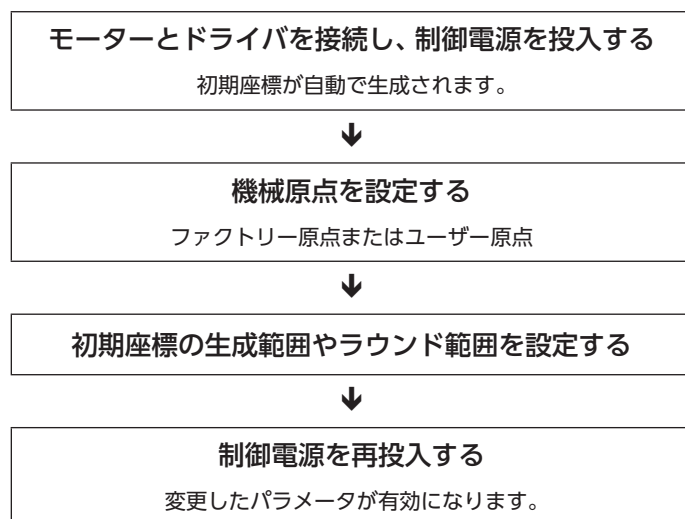 モーターとドライバを接続し、制御電源を投入する
初期座標が自動で生成されます。
機械原点を設定する
ファクトリー原点またはユーザー原点
初期座標の生成範囲やラウンド範囲を設定する
制御電源を再投入する
変更したパラメータが有効になります。